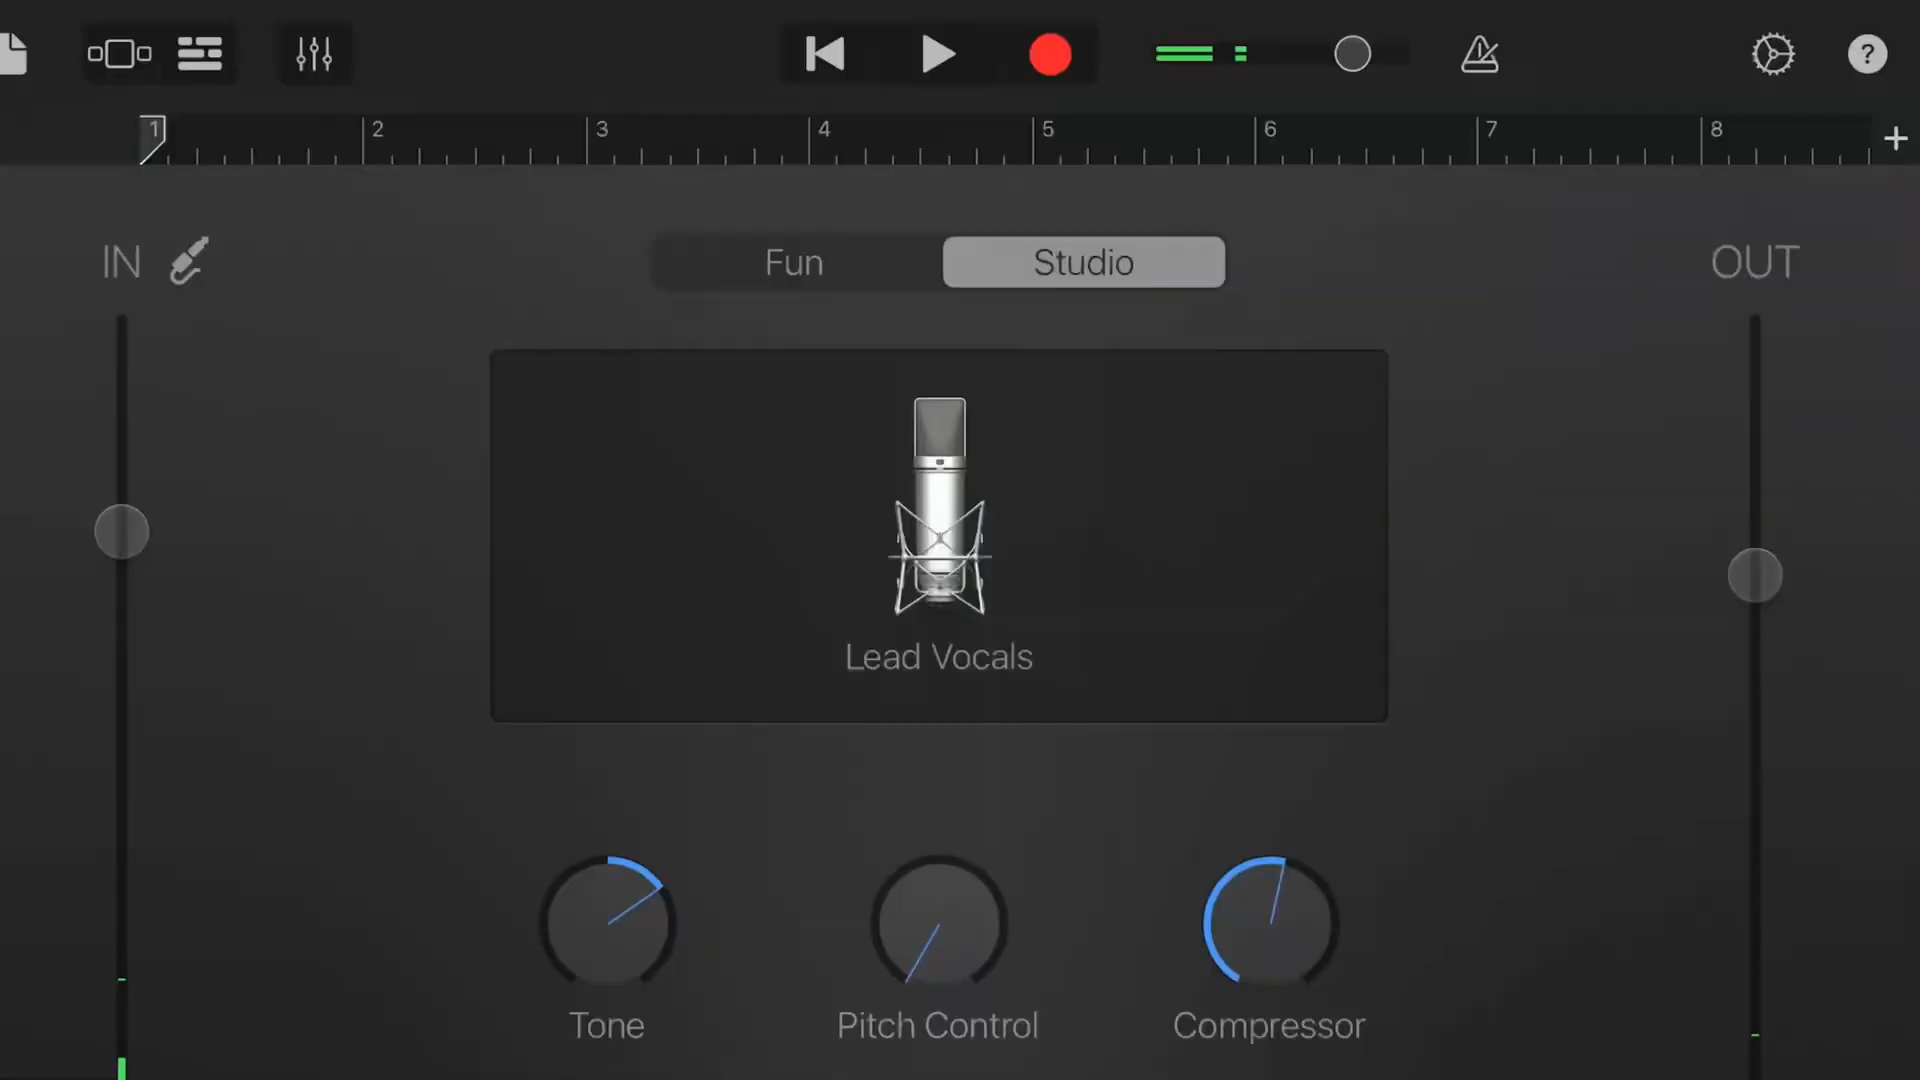 ?
1 2 3 4 5 6 7 8 +
IN Fun Studio OUT
Lead Vocals
Tone Pitch Control Compressor